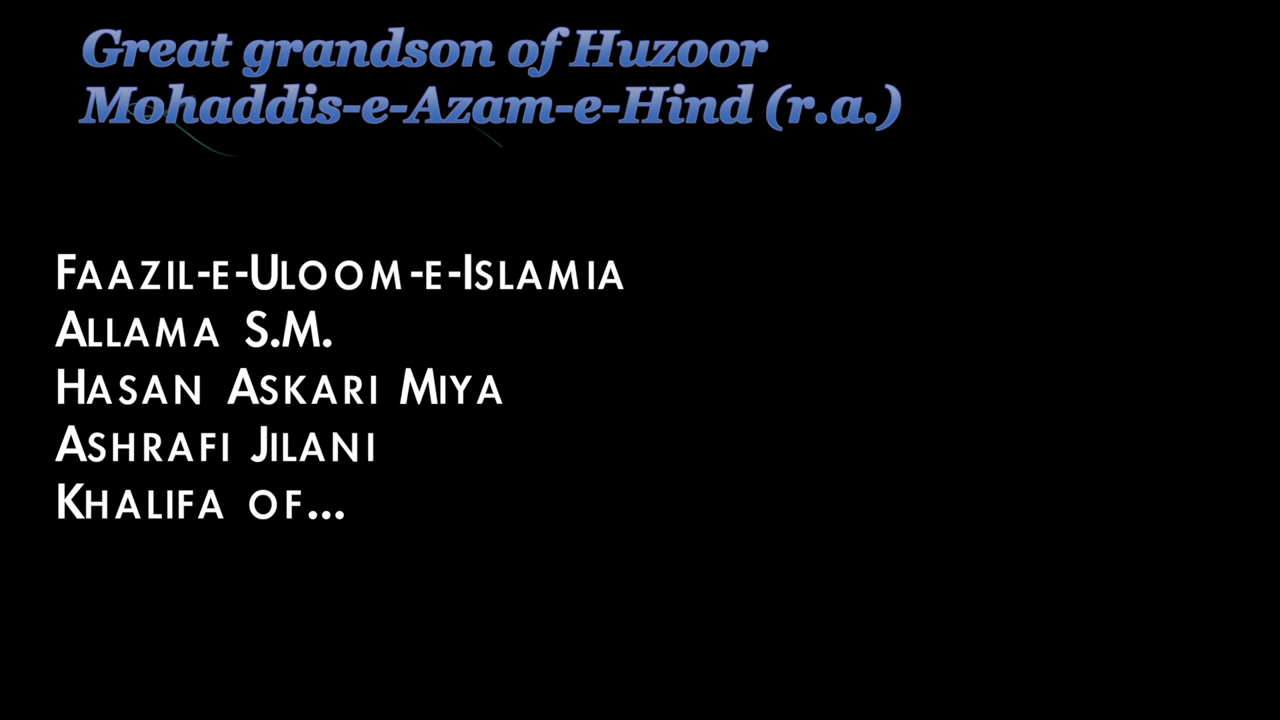 Great grandson of Huzoor
Mohaddis-e-Azam-e-Hind (r.a.)
Faazil-e-Uloom-e-Islamia
Allama S.M.
Hasan Askari Miya
Ashrafi Jilani
Khalifa of...